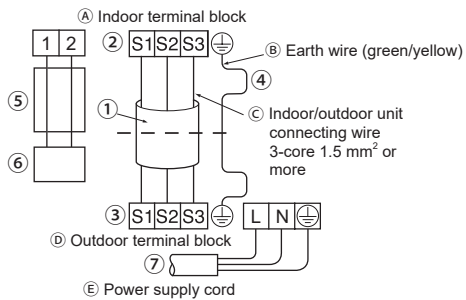 Ⓐ Indoor terminal block
1 2
② S1 S2 S3
Ⓑ Earth wire (green/yellow)
④
⑤
①
Ⓒ Indoor/outdoor unit
connecting wire
3-core 1.5 mm² or
more
⑥
③ S1 S2 S3
L N
Ⓓ Outdoor terminal block
⑦
Ⓔ Power supply cord